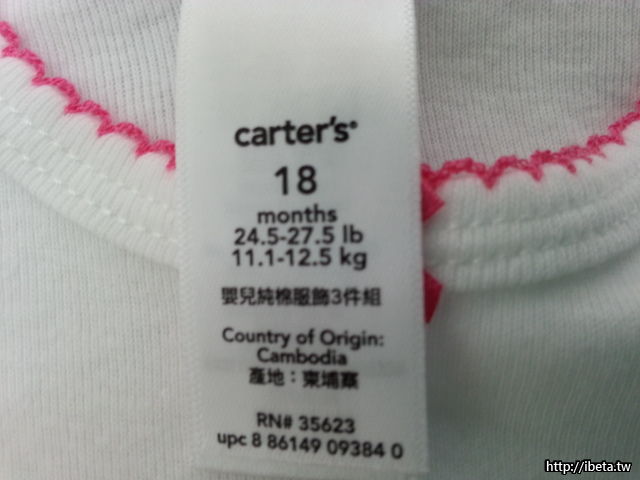 carter's®
18
months
24.5-27.5 lb
11.1-12.5 kg
嬰兒純棉服飾3件組
Country of Origin:
Cambodia
產地：柬埔寨
RN# 35623
upc 8 86149 09384 0
http://ibeta.tw